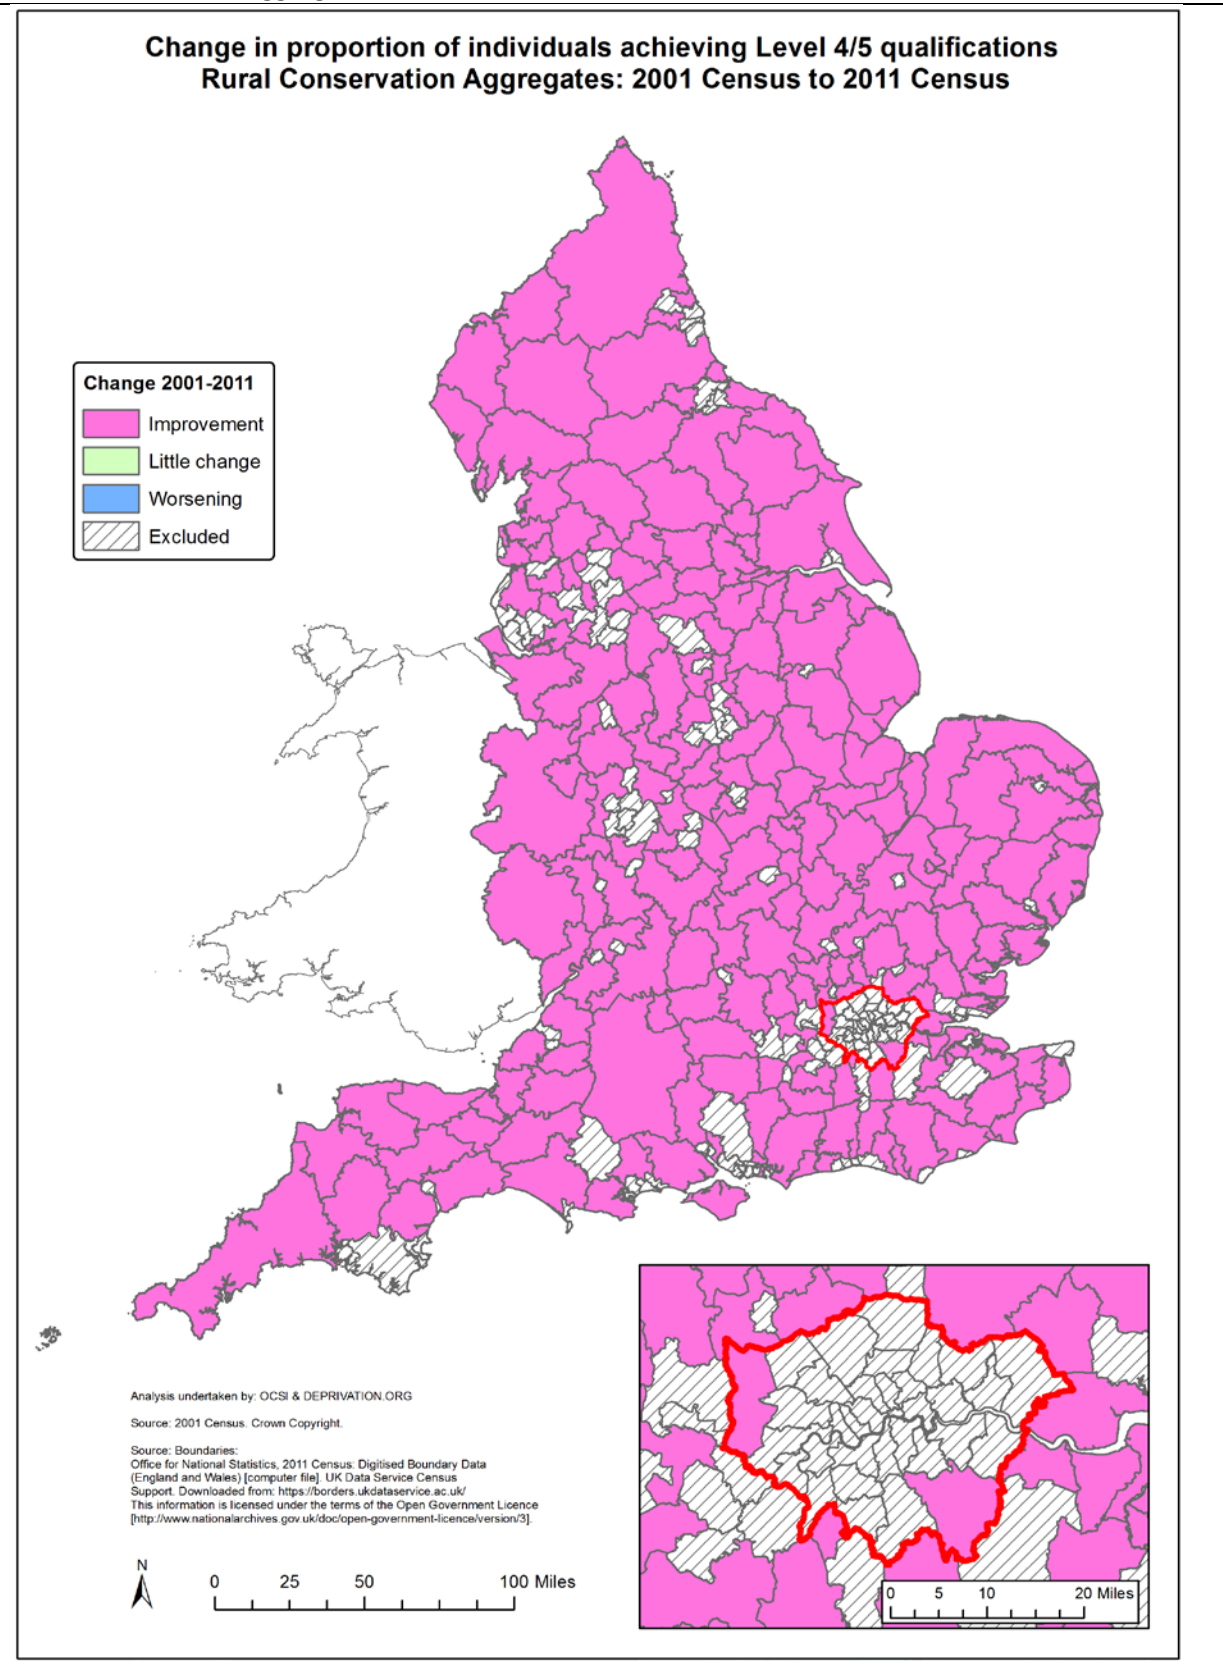 Change in proportion of individuals achieving Level 4/5 qualifications
Rural Conservation Aggregates: 2001 Census to 2011 Census
Change 2001-2011
Improvement
Little change
Worsening
Excluded
Analysis undertaken by: OCSI & DEPRIVATION.ORG
Source: 2001 Census. Crown Copyright.
Source: Boundaries:
Office for National Statistics, 2011 Census: Digitised Boundary Data
(England and Wales) [computer file]. UK Data Service Census
Support. Downloaded from: https://borders.ukdataservice.ac.uk/
This information is licensed under the terms of the Open Government Licence
[http://www.nationalarchives.gov.uk/doc/open-government-licence/version/3].
N
0 25 50 100 Miles
0 5 10 20 Miles